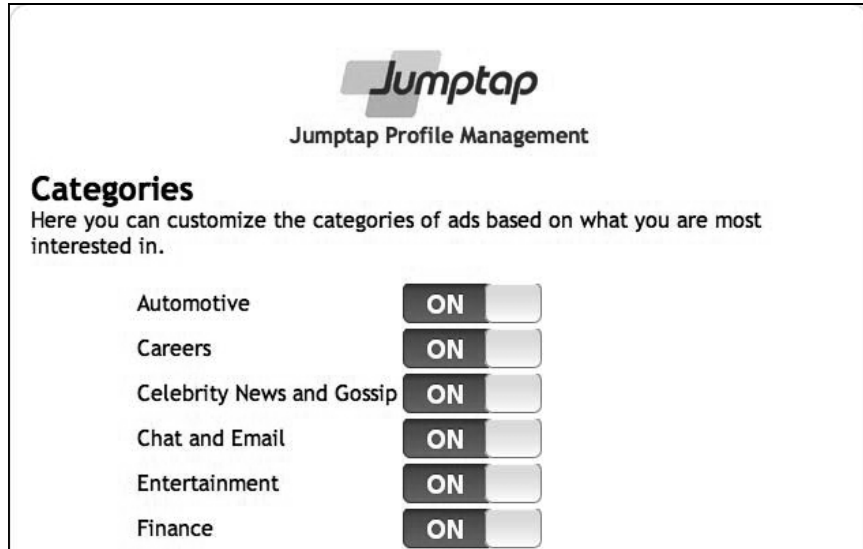 Jumptap
Jumptap Profile Management
Categories
Here you can customize the categories of ads based on what you are most
interested in.
Automotive ON
Careers ON
Celebrity News and Gossip ON
Chat and Email ON
Entertainment ON
Finance ON